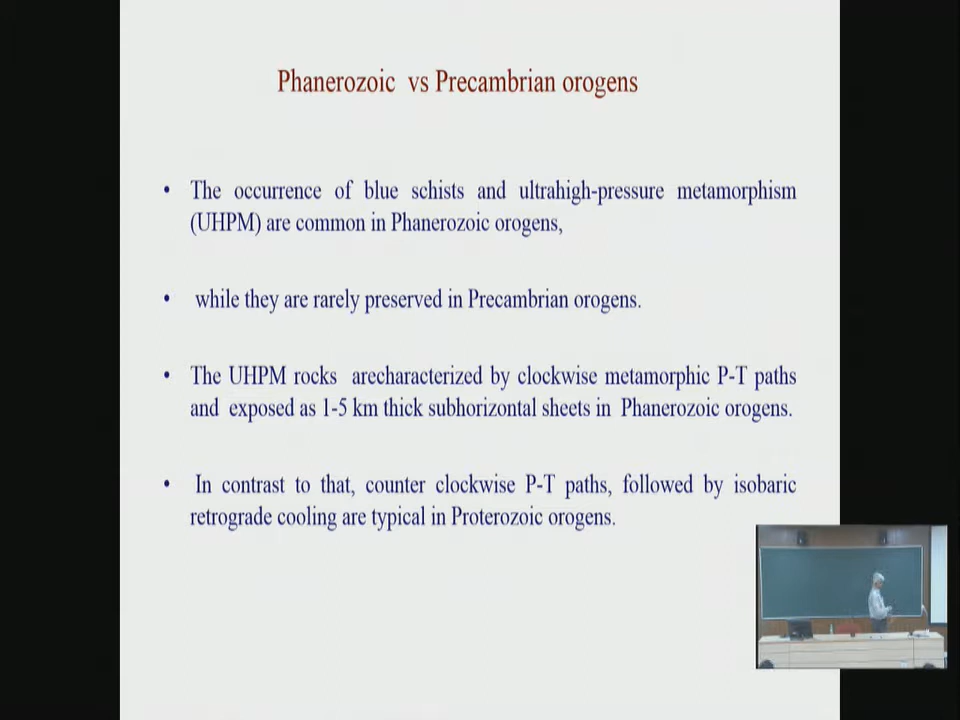 Phanerozoic vs Precambrian orogens
• The occurrence of blue schists and ultrahigh-pressure metamorphism
(UHPM) are common in Phanerozoic orogens,
• while they are rarely preserved in Precambrian orogens.
• The UHPM rocks arecharacterized by clockwise metamorphic P-T paths
and exposed as 1-5 km thick subhorizontal sheets in Phanerozoic orogens.
• In contrast to that, counter clockwise P-T paths, followed by isobaric
retrograde cooling are typical in Proterozoic orogens.